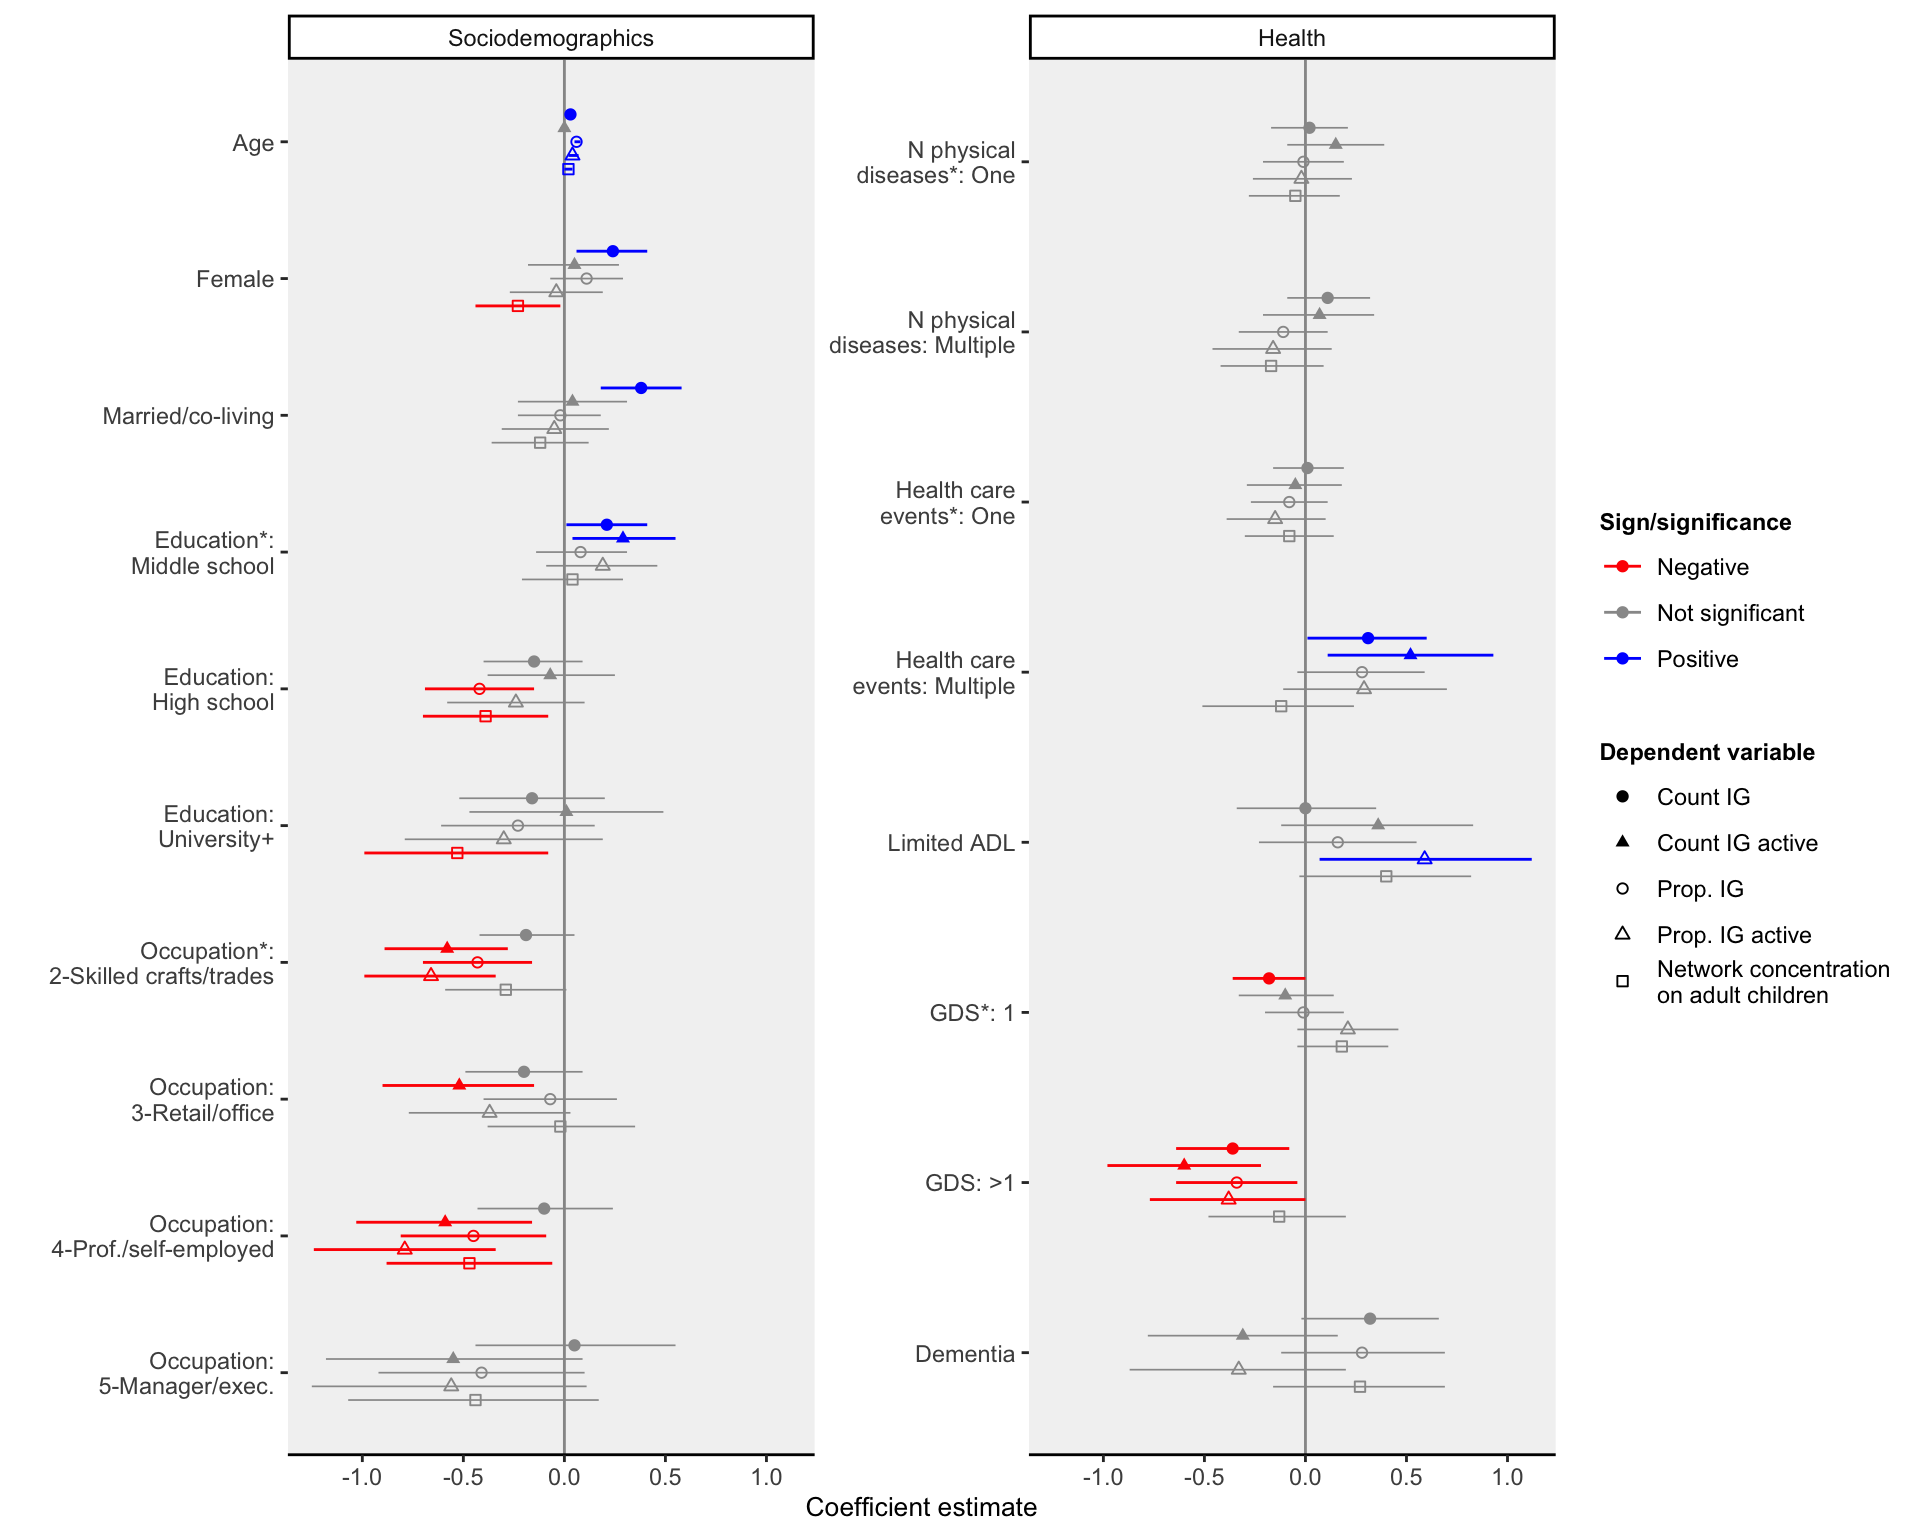 Sociodemographics
Age
Female
Married/co-living
Education*:
Middle school
Education:
High school
Education:
University+
Occupation*:
2-Skilled crafts/trades
Occupation:
3-Retail/office
Occupation:
4-Prof./self-employed
Occupation:
5-Manager/exec.
-1.0 -0.5 0.0 0.5 1.0
Health
N physical
diseases*: One
N physical
diseases: Multiple
Health care
events*: One
Health care
events: Multiple
Limited ADL
GDS*: 1
GDS: >1
Dementia
-1.0 -0.5 0.0 0.5 1.0
Coefficient estimate
Sign/significance
Negative
Not significant
Positive
Dependent variable
Count IG
Count IG active
Prop. IG
Prop. IG active
Network concentration
on adult children